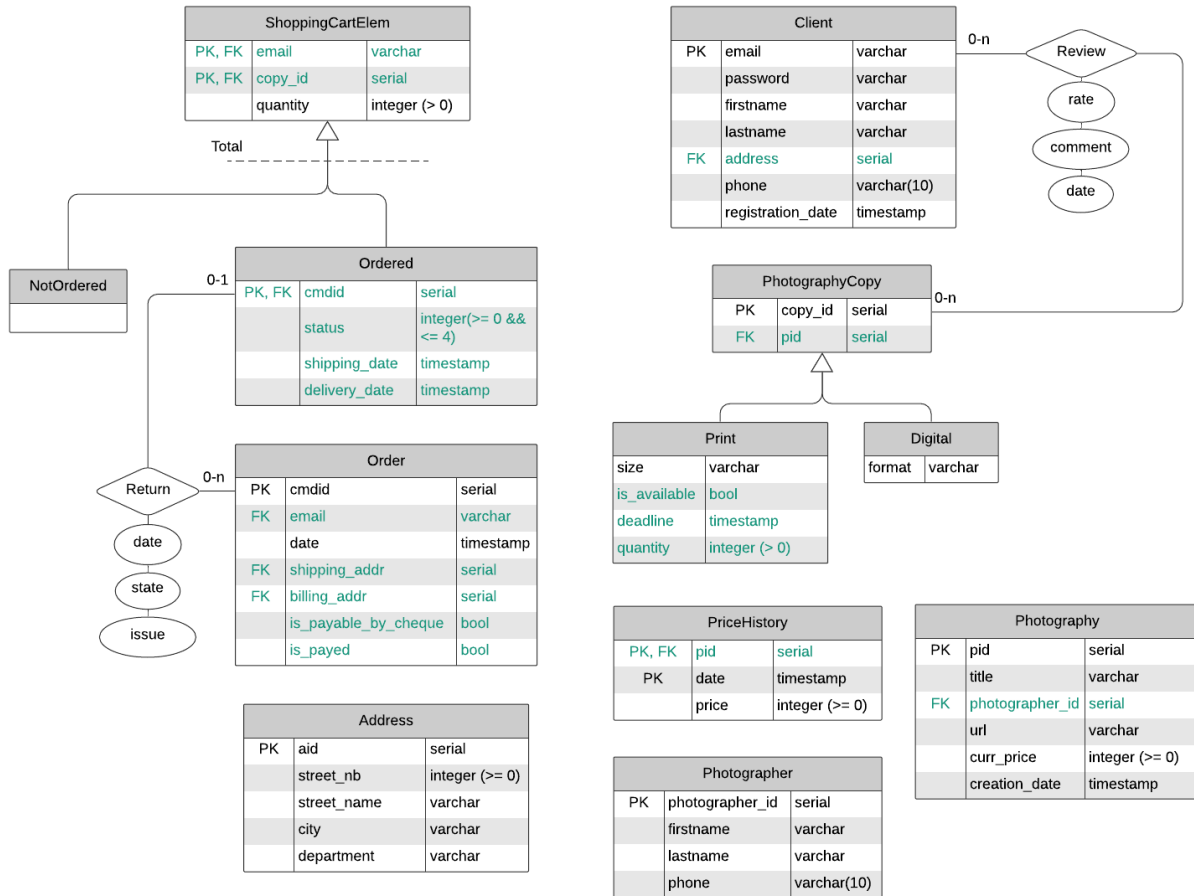 ShoppingCartElem
PK, FK email varchar
PK, FK copy_id serial
quantity integer (> 0)
Total
NotOrdered
Ordered
PK, FK cmdid serial
status integer(>= 0 &&
<= 4)
shipping_date timestamp
delivery_date timestamp
0-1
Return
0-n
date
state
issue
Order
PK cmdid serial
FK email varchar
date timestamp
FK shipping_addr serial
FK billing_addr serial
is_payable_by_cheque bool
is_payed bool
Address
PK aid serial
street_nb integer (>= 0)
street_name varchar
city varchar
department varchar
Client
PK email varchar
password varchar
firstname varchar
lastname varchar
FK address serial
phone varchar(10)
registration_date timestamp
0-n
Review
rate
comment
date
PhotographyCopy
PK copy_id serial
FK pid serial
0-n
Print
size varchar
is_available bool
deadline timestamp
quantity integer (> 0)
Digital
format varchar
PriceHistory
PK, FK pid serial
PK date timestamp
price integer (>= 0)
Photography
PK pid serial
title varchar
FK photographer_id serial
url varchar
curr_price integer (>= 0)
creation_date timestamp
Photographer
PK photographer_id serial
firstname varchar
lastname varchar
phone varchar(10)